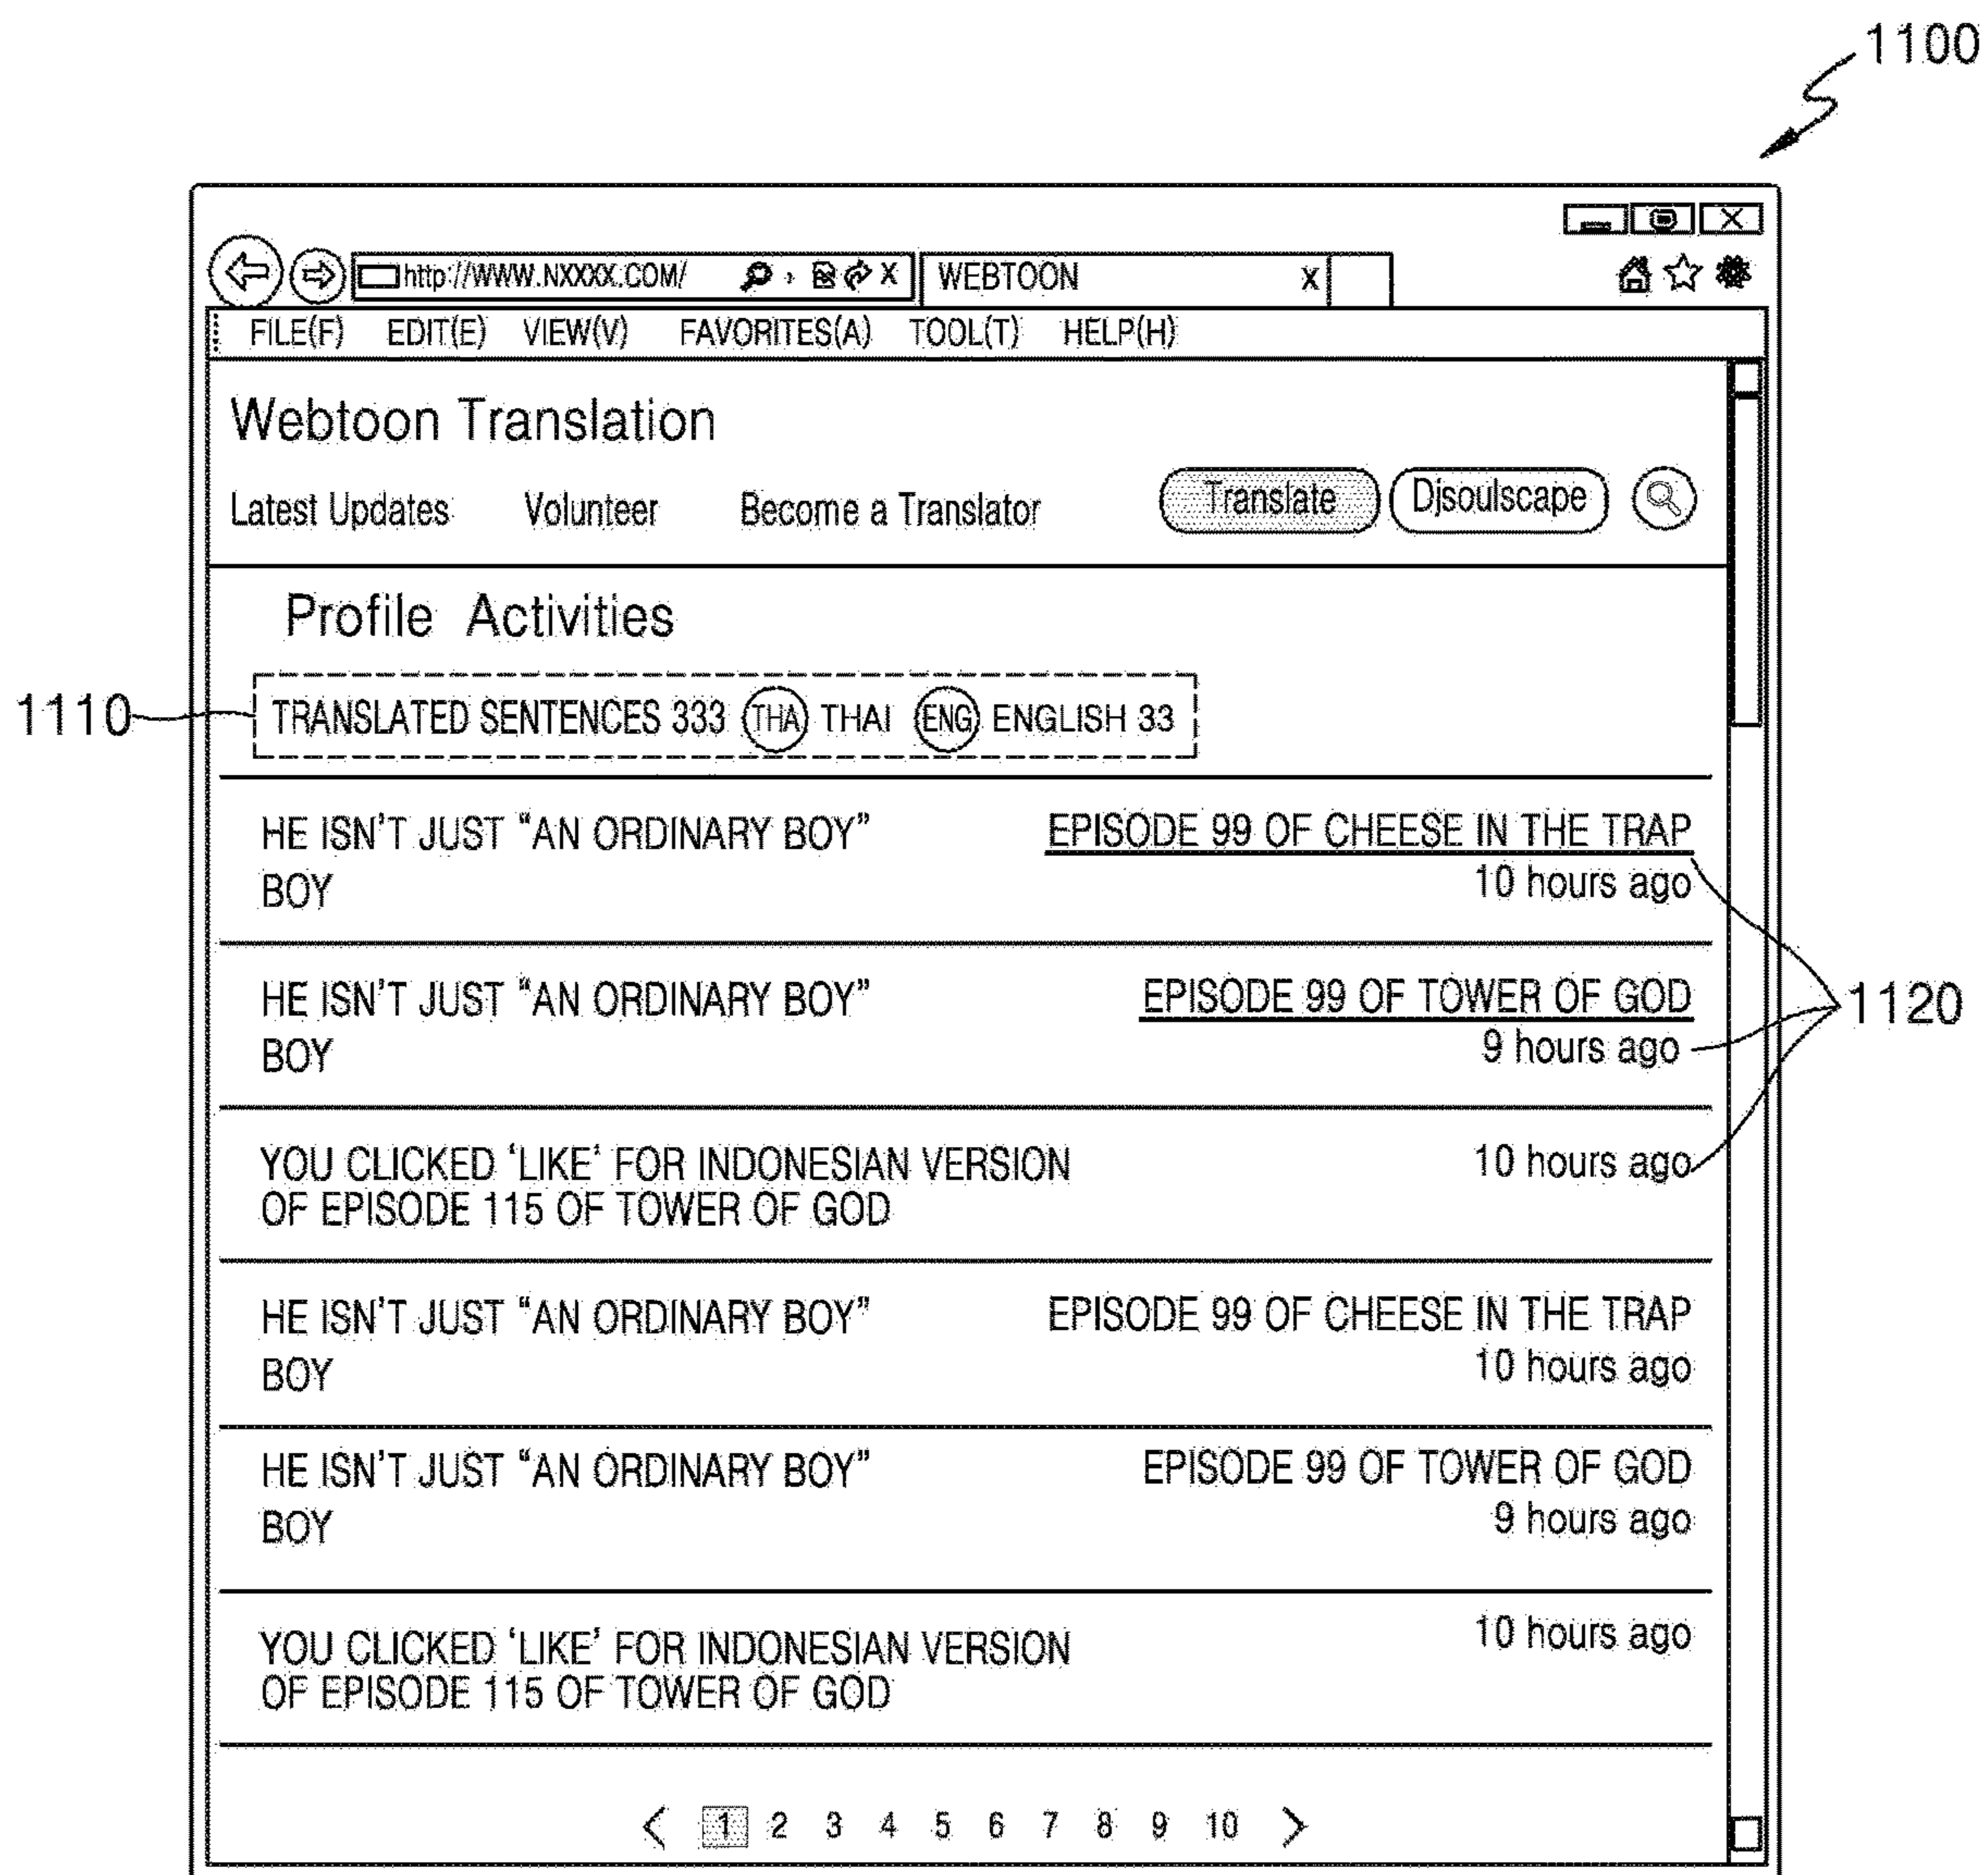 1100
http://WWW.NXXXX.COM/ X WEBTOON X
FILE(F) EDIT(E) VIEW(V) FAVORITES(A) TOOL(T) HELP(H)
Webtoon Translation
Latest Updates Volunteer Become a Translator Translate Djsoulscape
Profile Activities
1110 TRANSLATED SENTENCES 333 THA THAI ENG ENGLISH 33
HE ISN'T JUST “AN ORDINARY BOY” EPISODE 99 OF CHEESE IN THE TRAP
BOY 10 hours ago
HE ISN'T JUST “AN ORDINARY BOY” EPISODE 99 OF TOWER OF GOD
BOY 9 hours ago
1120
YOU CLICKED ‘LIKE’ FOR INDONESIAN VERSION 10 hours ago
OF EPISODE 115 OF TOWER OF GOD
HE ISN'T JUST “AN ORDINARY BOY” EPISODE 99 OF CHEESE IN THE TRAP
BOY 10 hours ago
HE ISN'T JUST “AN ORDINARY BOY” EPISODE 99 OF TOWER OF GOD
BOY 9 hours ago
YOU CLICKED ‘LIKE’ FOR INDONESIAN VERSION 10 hours ago
OF EPISODE 115 OF TOWER OF GOD
< 1 2 3 4 5 6 7 8 9 10 >